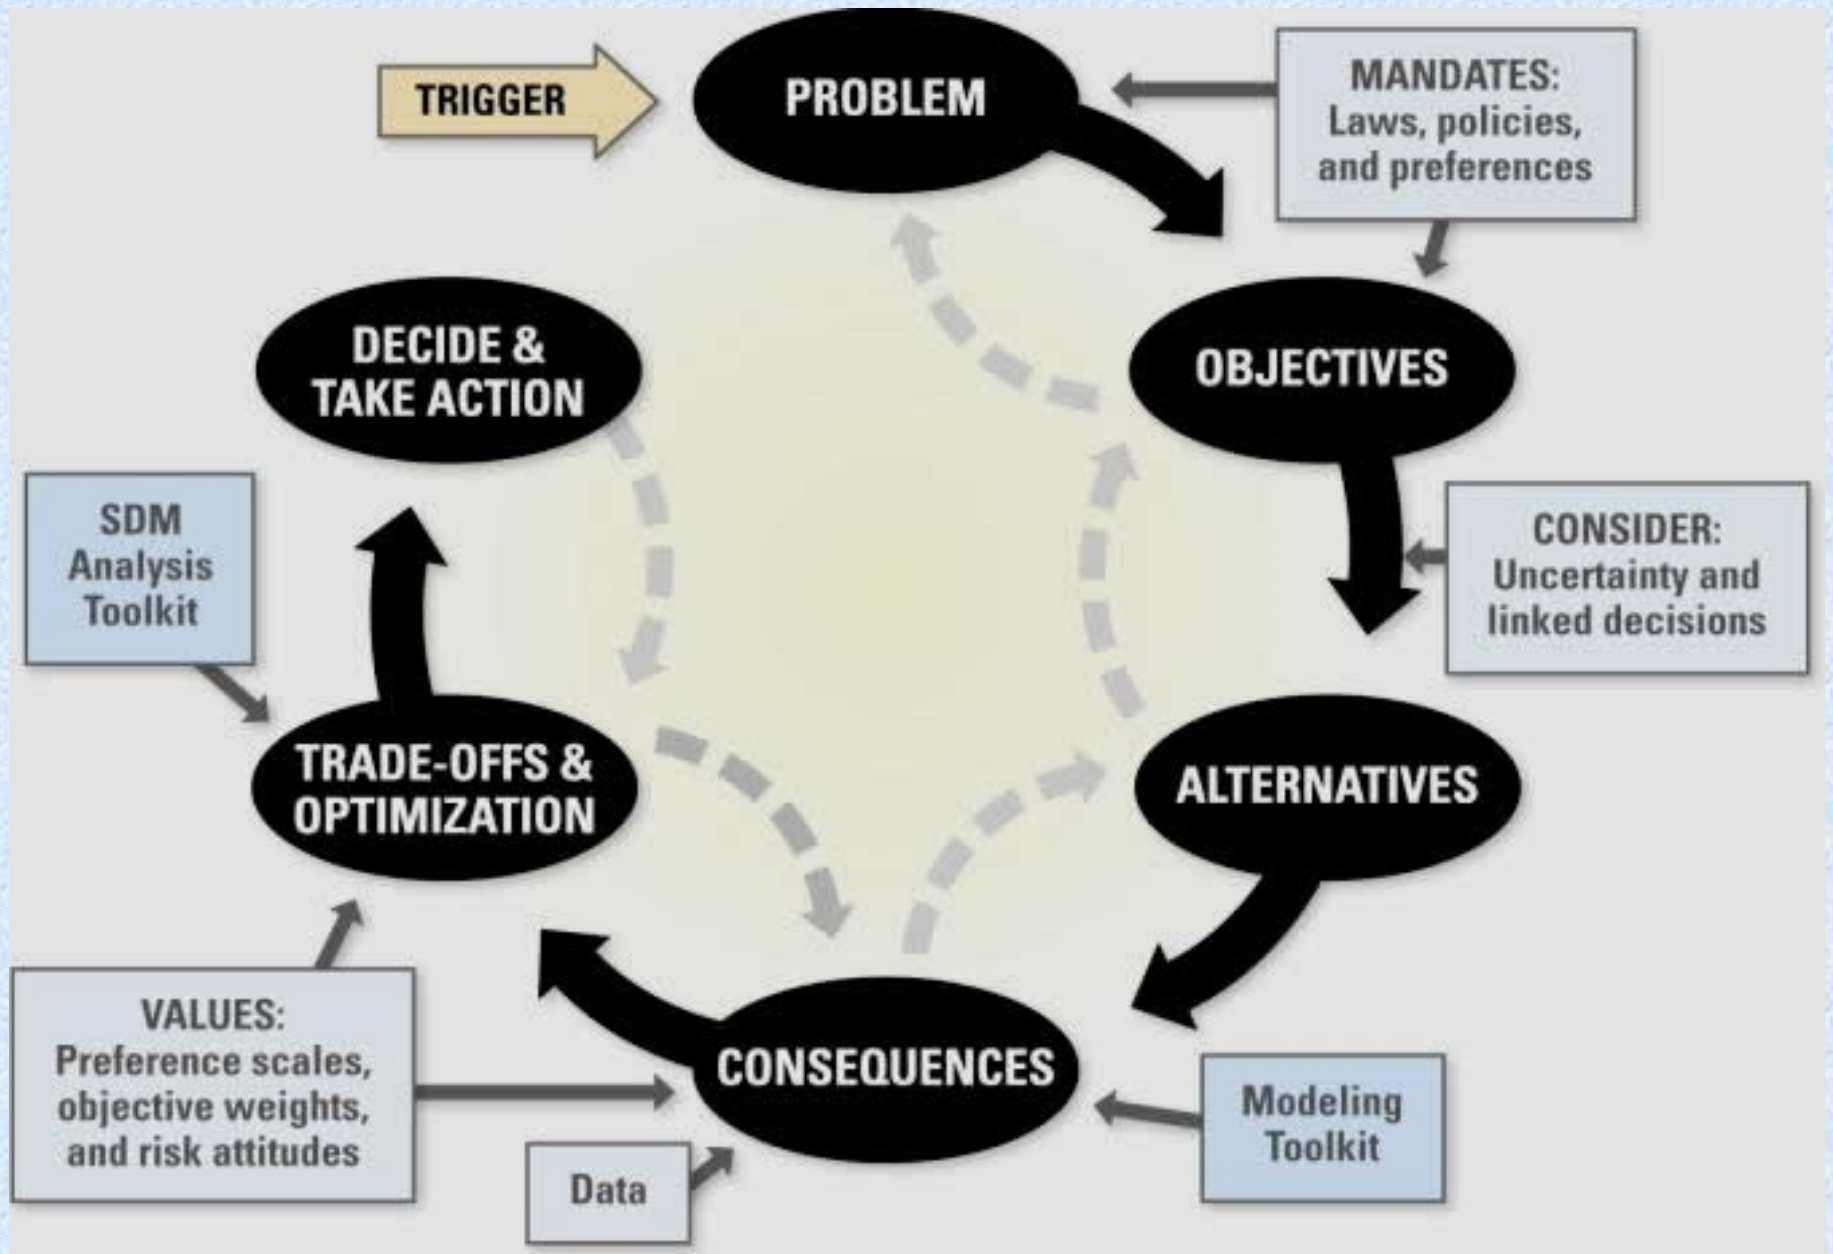 TRIGGER
PROBLEM
MANDATES:
Laws, policies,
and preferences
DECIDE &
TAKE ACTION
OBJECTIVES
SDM
Analysis
Toolkit
CONSIDER:
Uncertainty and
linked decisions
TRADE-OFFS &
OPTIMIZATION
ALTERNATIVES
VALUES:
Preference scales,
objective weights,
and risk attitudes
CONSEQUENCES
Modeling
Toolkit
Data